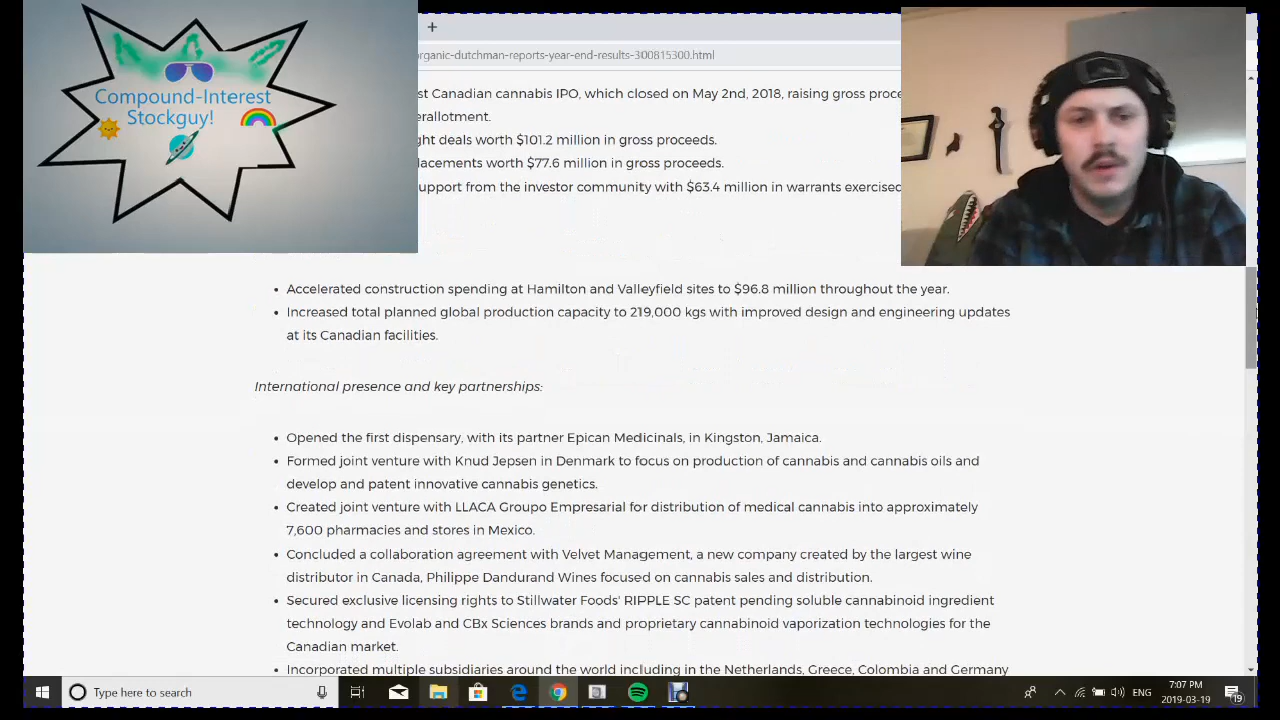 Compound-Interest
Stockguy!
organic-dutchman-reports-year-end-results-300815300.html
st Canadian cannabis IPO, which closed on May 2nd, 2018, raising gross proce
erallotment.
ght deals worth $101.2 million in gross proceeds.
lacements worth $77.6 million in gross proceeds.
upport from the investor community with $63.4 million in warrants exercised
Accelerated construction spending at Hamilton and Valleyfield sites to $96.8 million throughout the year.
Increased total planned global production capacity to 219,000 kgs with improved design and engineering updates
at its Canadian facilities.
International presence and key partnerships:
Opened the first dispensary, with its partner Epican Medicinals, in Kingston, Jamaica.
Formed joint venture with Knud Jepsen in Denmark to focus on production of cannabis and cannabis oils and
develop and patent innovative cannabis genetics.
Created joint venture with LLACA Groupo Empresarial for distribution of medical cannabis into approximately
7,600 pharmacies and stores in Mexico.
Concluded a collaboration agreement with Velvet Management, a new company created by the largest wine
distributor in Canada, Philippe Dandurand Wines focused on cannabis sales and distribution.
Secured exclusive licensing rights to Stillwater Foods' RIPPLE SC patent pending soluble cannabinoid ingredient
technology and Evolab and CBx Sciences brands and proprietary cannabinoid vaporization technologies for the
Canadian market.
Incorporated multiple subsidiaries around the world including in the Netherlands, Greece, Colombia and Germany
Type here to search
ENG
7:07 PM
2019-03-19
19